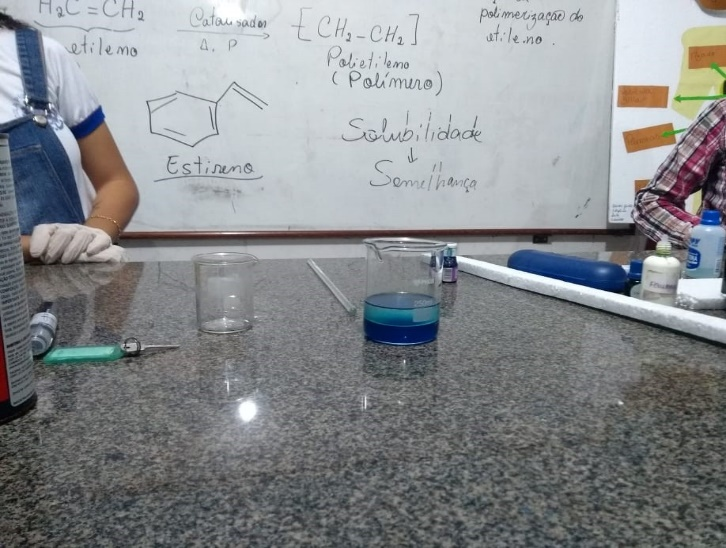 H₂C = CH₂
etileno
Catalisador
Δ, P
[CH₂-CH₂]
Polietileno
(Polímero)
polimerização do
etileno.
Estireno
Solubilidade
↓
Semelhança